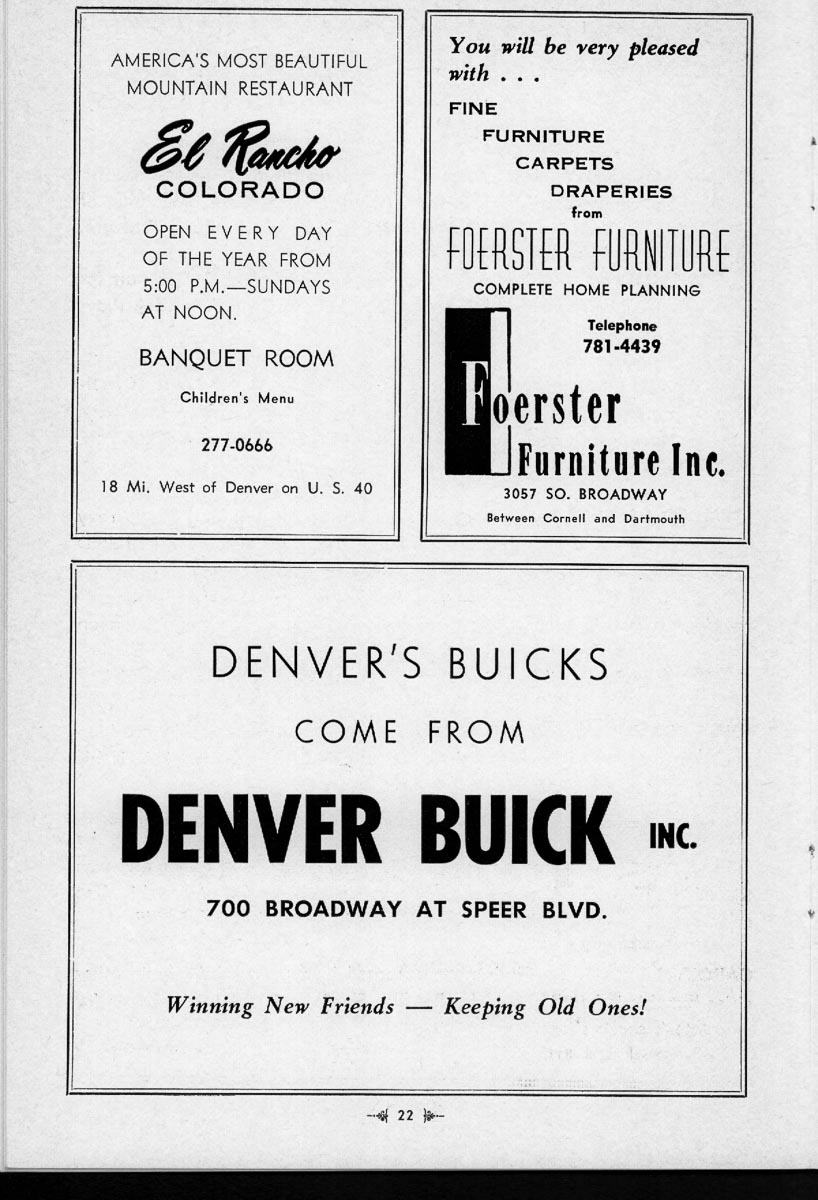 AMERICA'S MOST BEAUTIFUL
MOUNTAIN RESTAURANT
El Rancho
COLORADO
OPEN EVERY DAY
OF THE YEAR FROM
5:00 P.M.—SUNDAYS
AT NOON.
BANQUET ROOM
Children's Menu
277-0666
18 Mi. West of Denver on U. S. 40
You will be very pleased
with . . .
FINE
FURNITURE
CARPETS
DRAPERIES
from
FOERSTER FURNITURE
COMPLETE HOME PLANNING
Telephone
781-4439
Foerster
Furniture Inc.
3057 SO. BROADWAY
Between Cornell and Dartmouth
DENVER'S BUICKS
COME FROM
DENVER BUICK INC.
700 BROADWAY AT SPEER BLVD.
Winning New Friends — Keeping Old Ones!
22